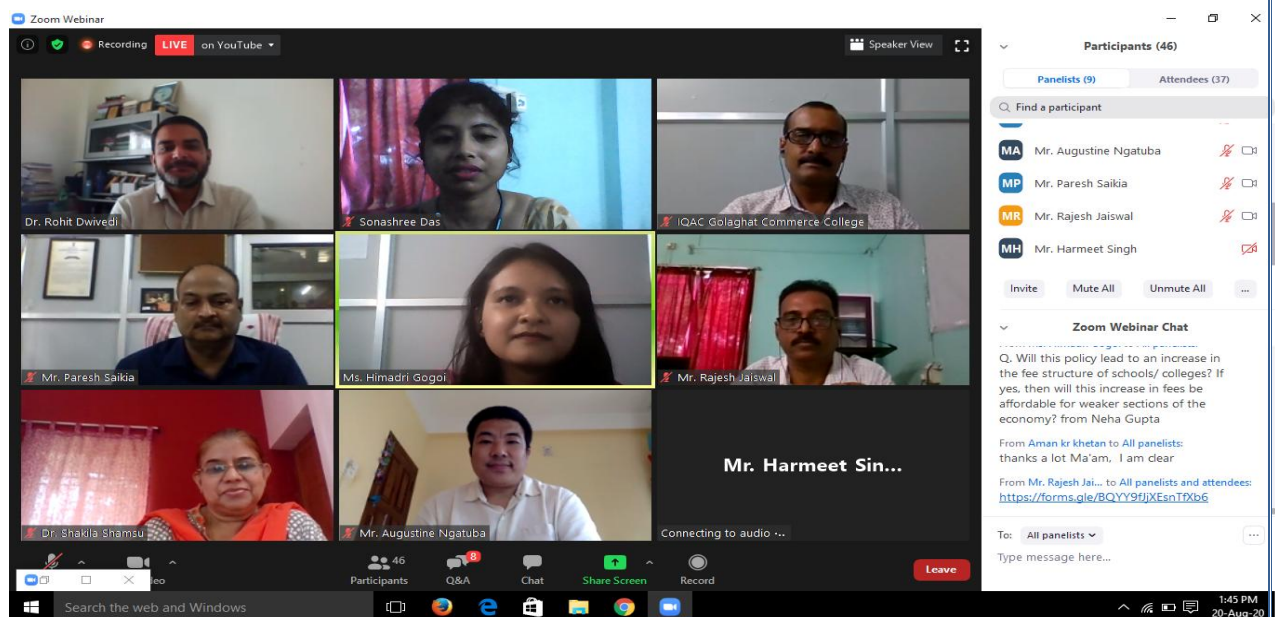 Zoom Webinar
Recording LIVE on YouTube
Speaker View
Dr. Rohit Dwivedi
Sonashree Das
IQAC Golaghat Commerce College
Mr. Paresh Saikia
Ms. Himadri Gogoi
Mr. Rajesh Jaiswal
Dr. Shakila Shamsu
Mr. Augustine Ngatuba
Mr. Harmeet Sin...
Connecting to audio ...
46
8
Participants Q&A Chat Share Screen Record
Leave
Participants (46)
Panelists (9) Attendees (37)
Find a participant
MA Mr. Augustine Ngatuba
MP Mr. Paresh Saikia
MR Mr. Rajesh Jaiswal
MH Mr. Harmeet Singh
Invite Mute All Unmute All ...
Zoom Webinar Chat
Q. Will this policy lead to an increase in
the fee structure of schools/ colleges? If
yes, then will this increase in fees be
affordable for weaker sections of the
economy? from Neha Gupta
From Aman kr khetan to All panelists:
thanks a lot Ma'am, I am clear
From Mr. Rajesh Jai... to All panelists and attendees:
https://forms.gle/BQYY9fJjXEsnTfXb6
To: All panelists
Type message here...
Search the web and Windows
1:45 PM
20-Aug-20